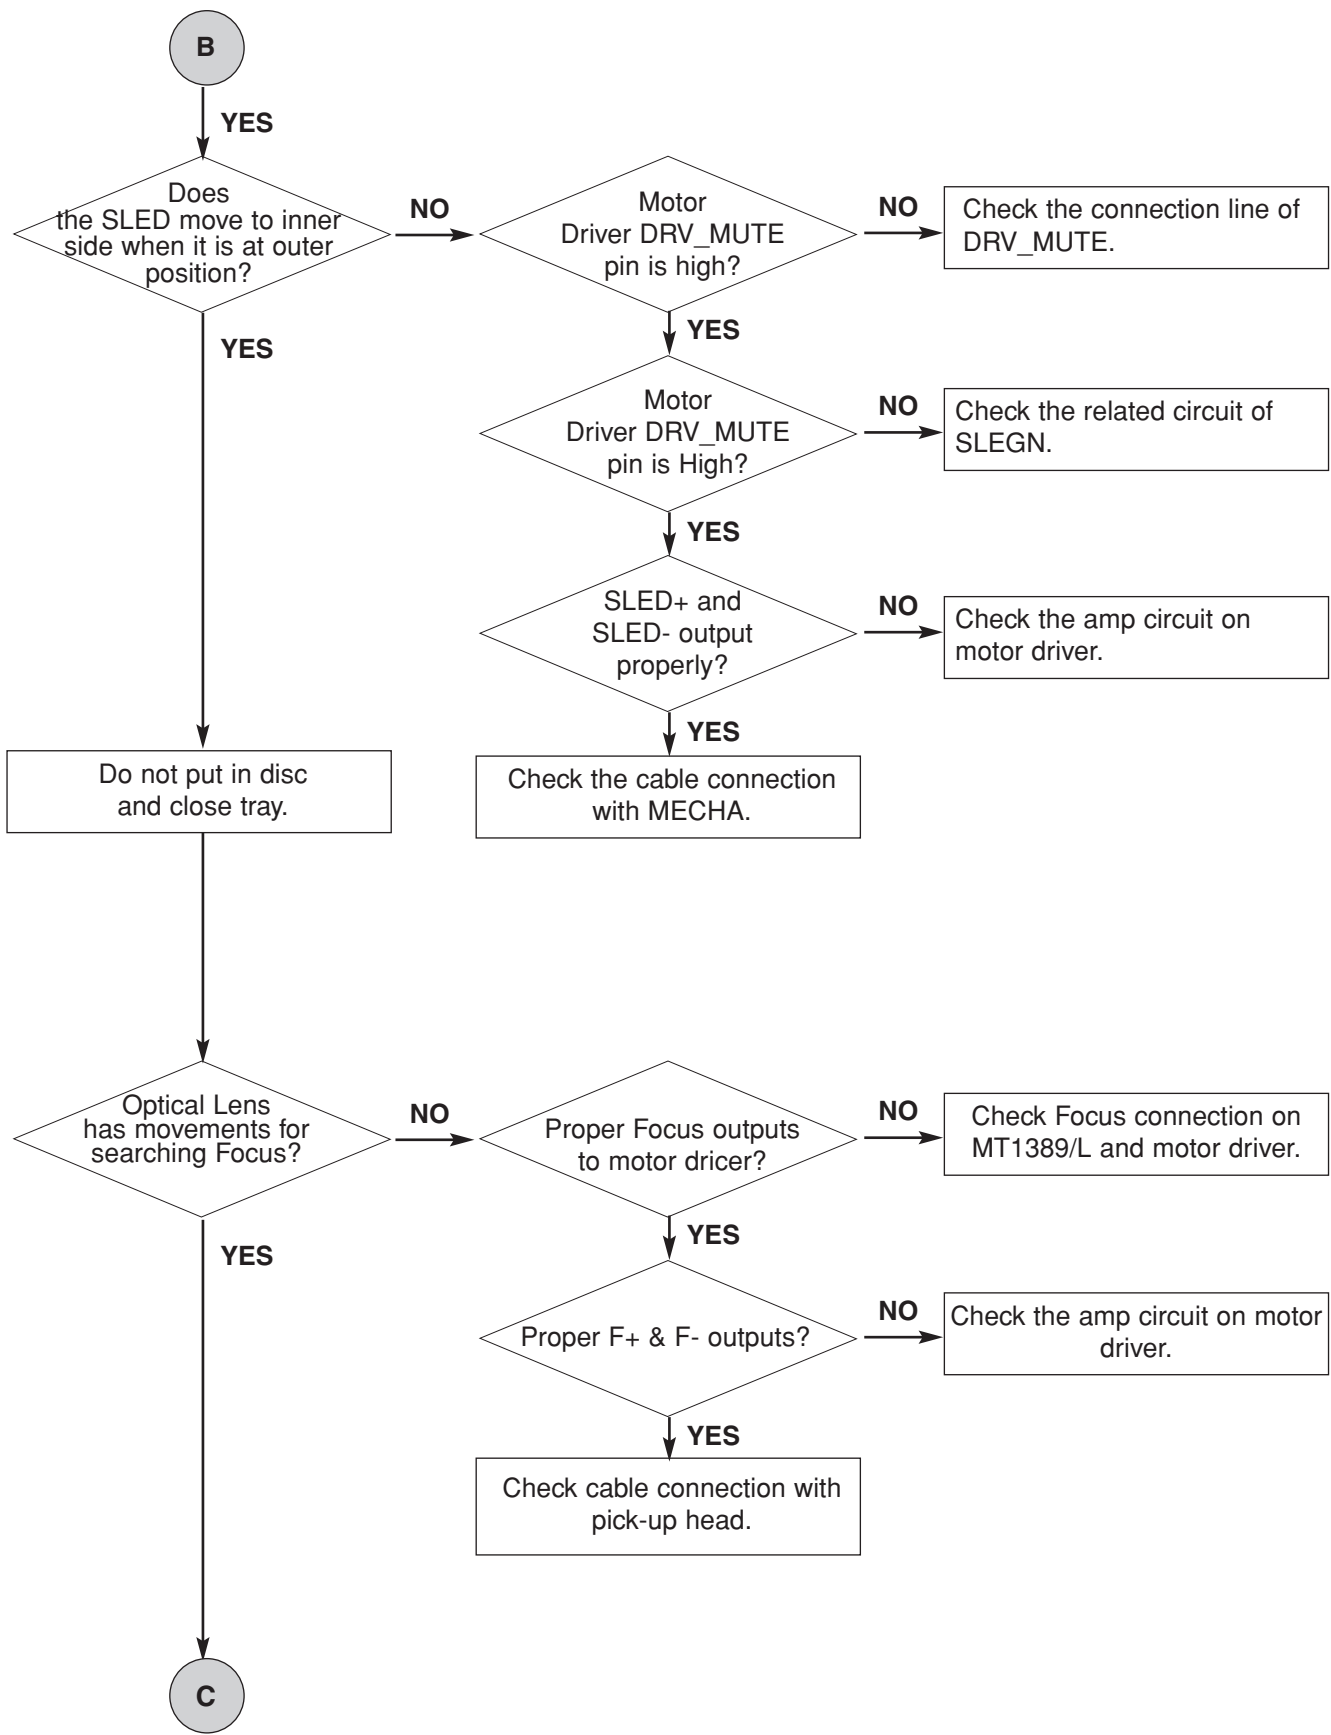 B
YES
Does
the SLED move to inner
side when it is at outer
position?
NO
Motor
Driver DRV_MUTE
pin is high?
NO
Check the connection line of
DRV_MUTE.
YES
YES
Motor
Driver DRV_MUTE
pin is High?
NO
Check the related circuit of
SLEGN.
YES
SLED+ and
SLED- output
properly?
NO
Check the amp circuit on
motor driver.
YES
Check the cable connection
with MECHA.
Do not put in disc
and close tray.
Optical Lens
has movements for
searching Focus?
NO
Proper Focus outputs
to motor dricer?
NO
Check Focus connection on
MT1389/L and motor driver.
YES
YES
Proper F+ & F- outputs?
NO
Check the amp circuit on motor
driver.
YES
Check cable connection with
pick-up head.
C